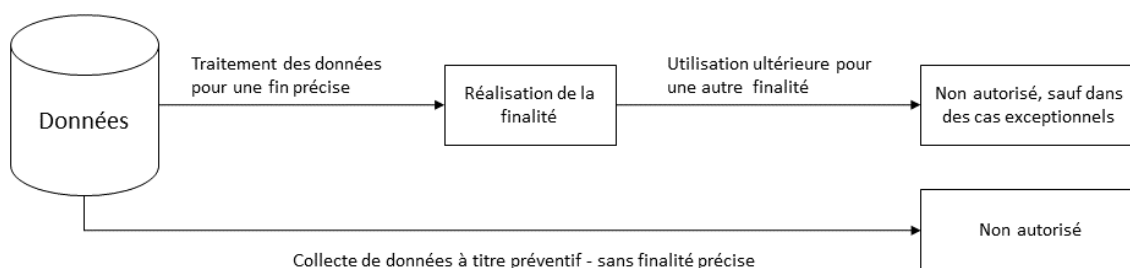 Données
Traitement des données
pour une fin précise
Réalisation de la
finalité
Utilisation ultérieure pour
une autre finalité
Non autorisé, sauf dans
des cas exceptionnels
Non autorisé
Collecte de données à titre préventif - sans finalité précise